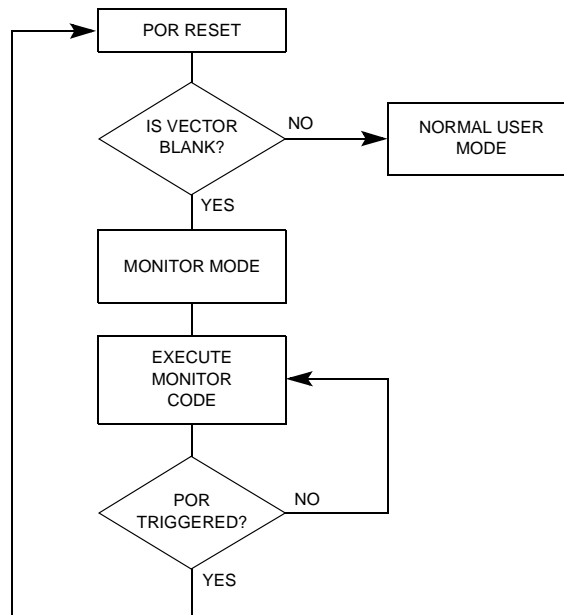 POR RESET
IS VECTOR
BLANK?
NO
NORMAL USER
MODE
YES
MONITOR MODE
EXECUTE
MONITOR
CODE
POR
TRIGGERED?
NO
YES